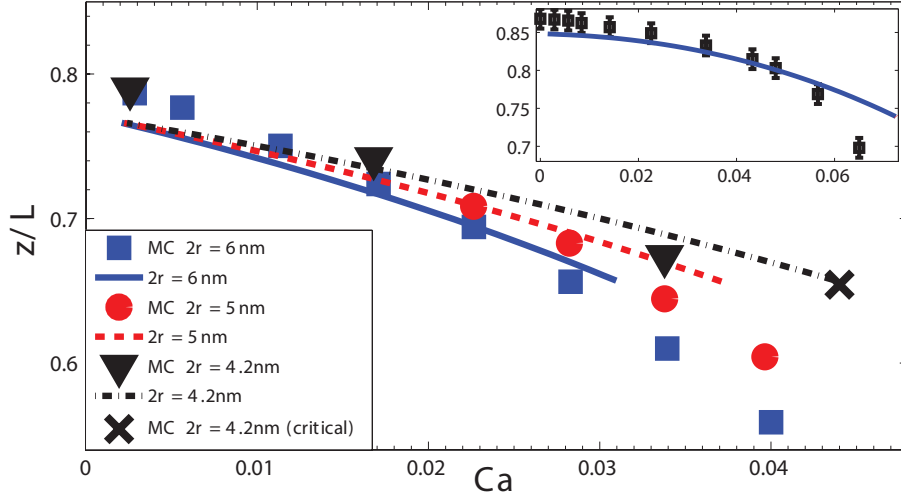 0.8
0.7
0.6
z/ L
0 0.01 0.02 0.03 0.04
Ca
MC 2r = 6 nm
2r = 6 nm
MC 2r = 5 nm
2r = 5 nm
MC 2r = 4.2nm
2r = 4.2nm
MC 2r = 4.2nm (critical)
0.85
0.8
0.75
0.7
0 0.02 0.04 0.06